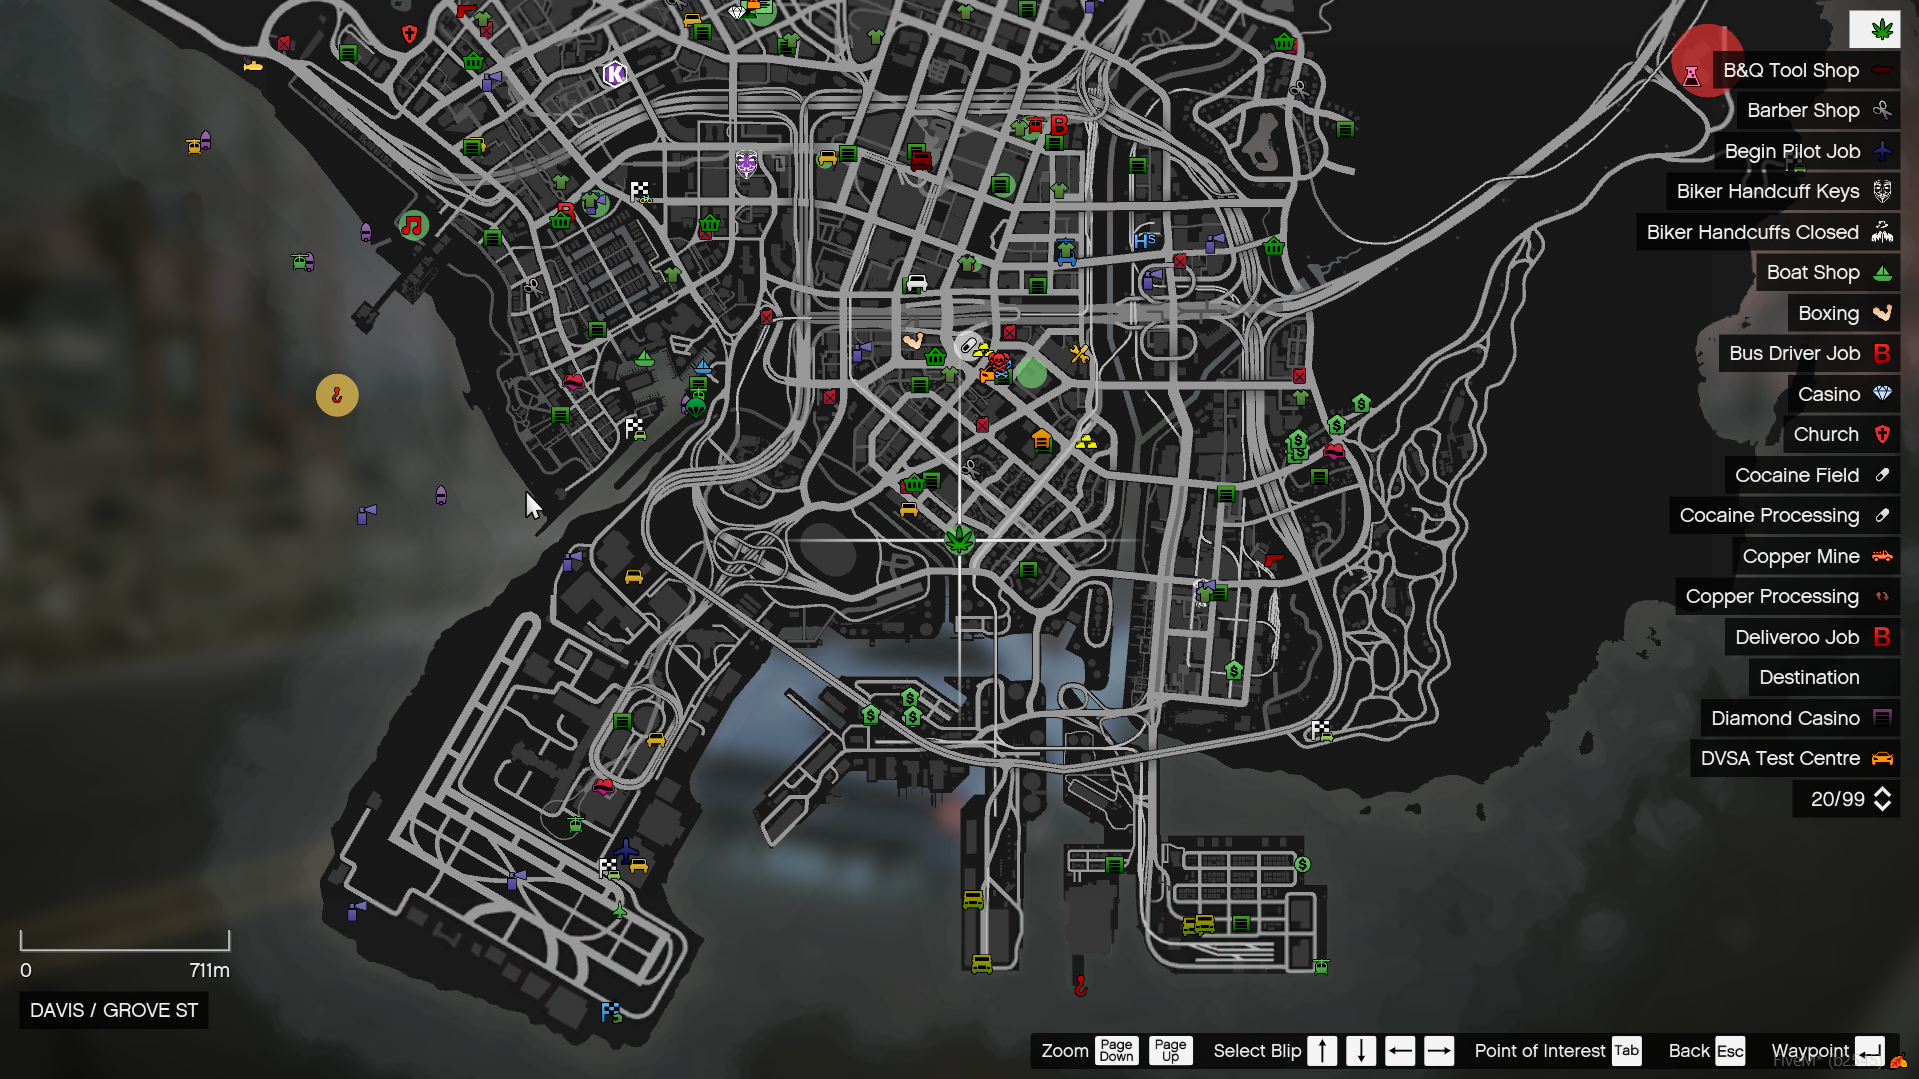 B&Q Tool Shop
Barber Shop
Begin Pilot Job
Biker Handcuff Keys
Biker Handcuffs Closed
Boat Shop
Boxing
Bus Driver Job B
Casino
Church
Cocaine Field
Cocaine Processing
Copper Mine
Copper Processing
Deliveroo Job B
Destination
Diamond Casino
DVSA Test Centre
20/99
K
B
B
HS
0 711m
DAVIS / GROVE ST
Zoom Page Down Page Up Select Blip Point of Interest Tab Back Esc Waypoint